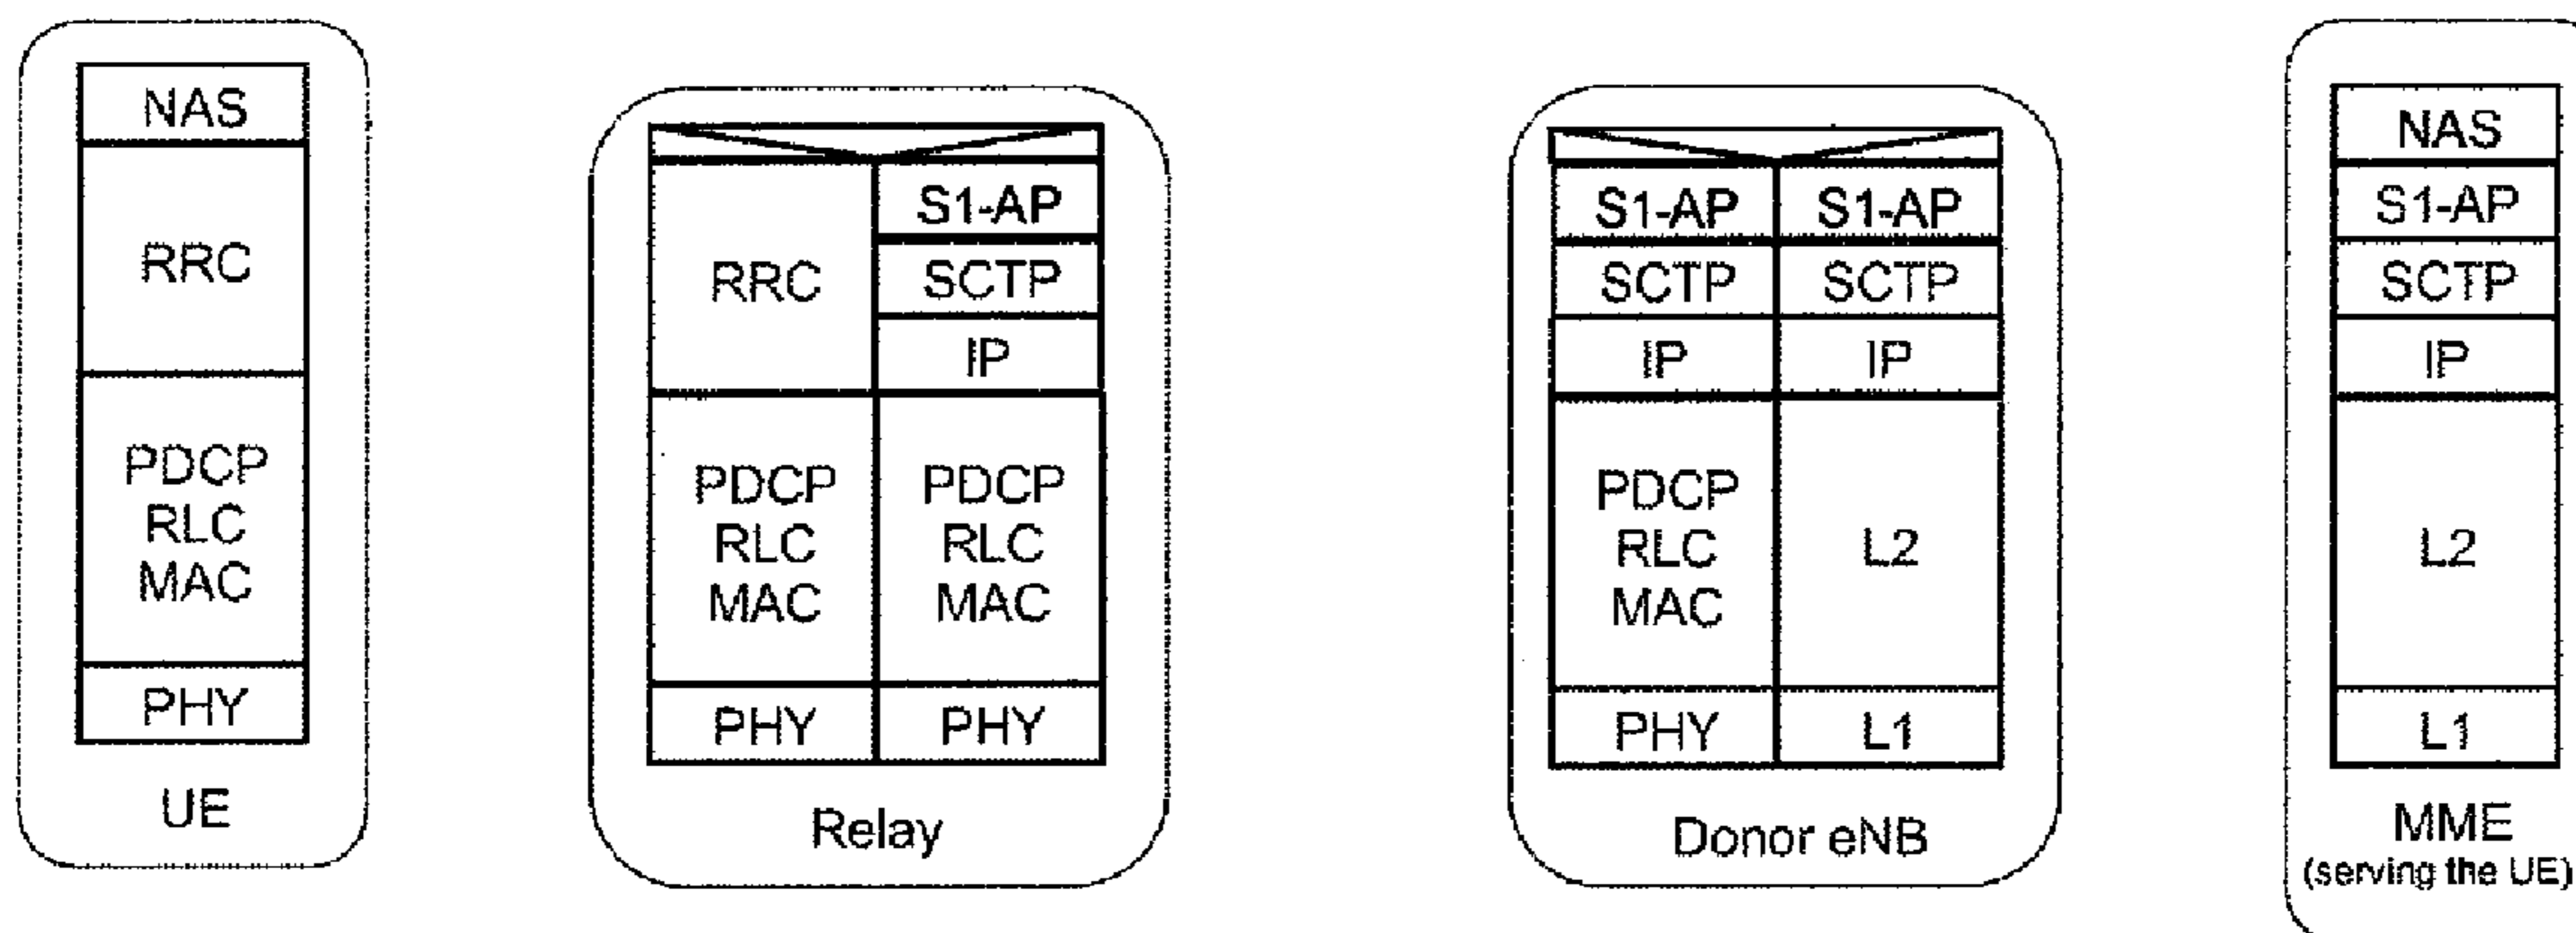 NAS
RRC
PDCP
RLC
MAC
PHY
UE
RRC
PDCP
RLC
MAC
PHY
S1-AP
SCTP
IP
PDCP
RLC
MAC
PHY
Relay
S1-AP
SCTP
IP
PDCP
RLC
MAC
PHY
S1-AP
SCTP
IP
L2
L1
Donor eNB
NAS
S1-AP
SCTP
IP
L2
L1
MME
(serving the UE)